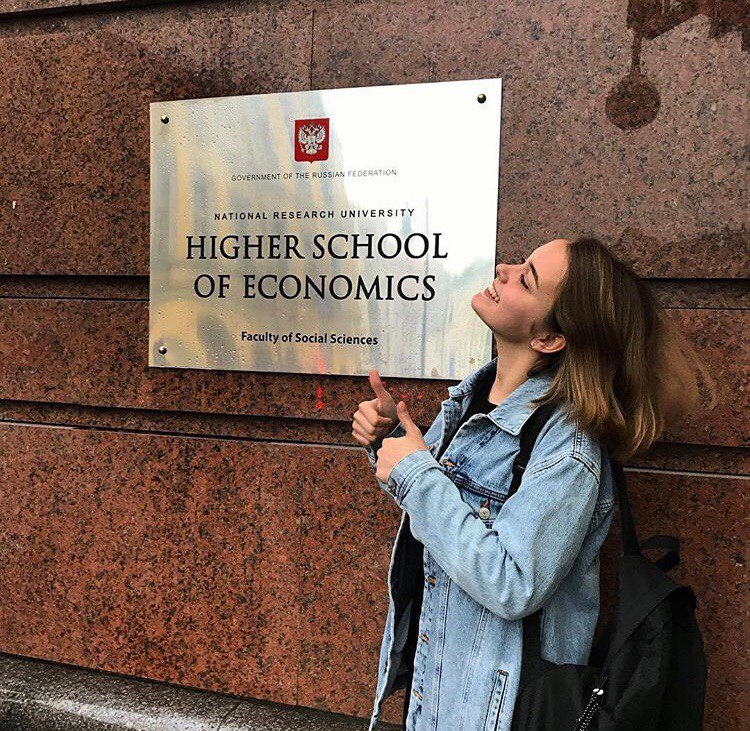 GOVERNMENT OF THE RUSSIAN FEDERATION
NATIONAL RESEARCH UNIVERSITY
HIGHER SCHOOL
OF ECONOMICS
Faculty of Social Sciences